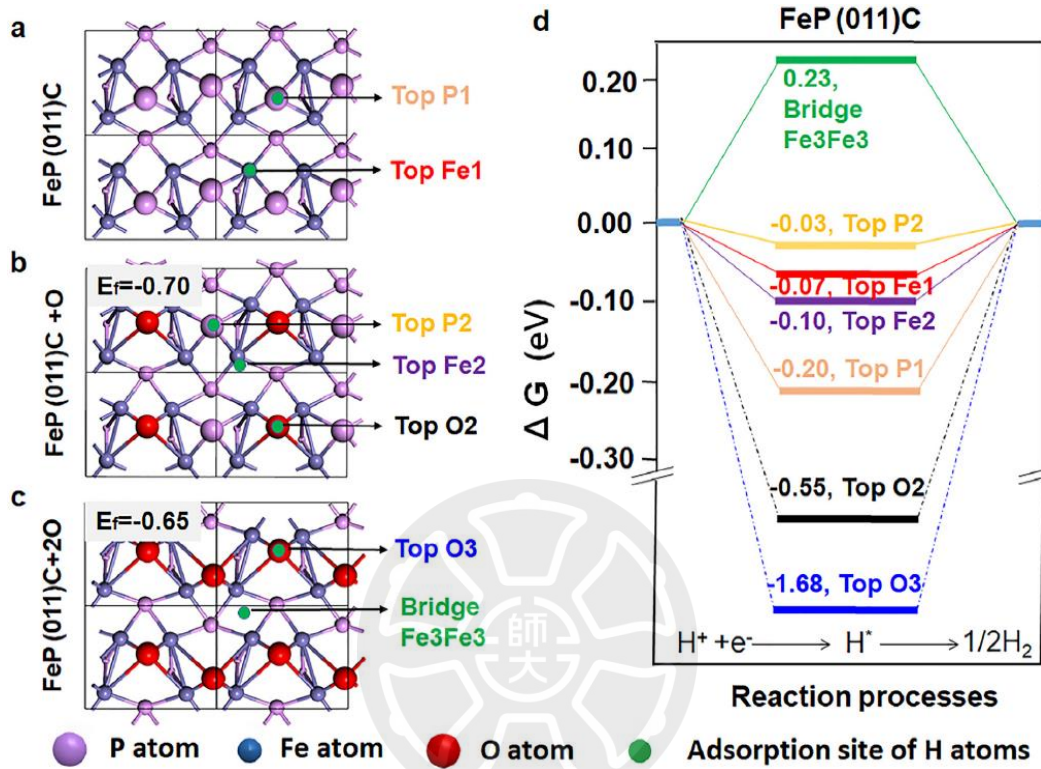 a
FeP (011)C
Top P1
Top Fe1
b
FeP (011)C +O
Ef=-0.70
Top P2
Top Fe2
Top O2
c
FeP (011)C+2O
Ef=-0.65
Top O3
Bridge
Fe3Fe3
d
FeP (011)C
Δ G (eV)
0.20
0.10
0.00
-0.10
-0.20
-0.30
0.23,
Bridge
Fe3Fe3
-0.03, Top P2
-0.07, Top Fe1
-0.10, Top Fe2
-0.20, Top P1
-0.55, Top O2
-1.68, Top O3
H⁺ +e⁻ → H* → 1/2H₂
Reaction processes
師大
P atom Fe atom O atom Adsorption site of H atoms